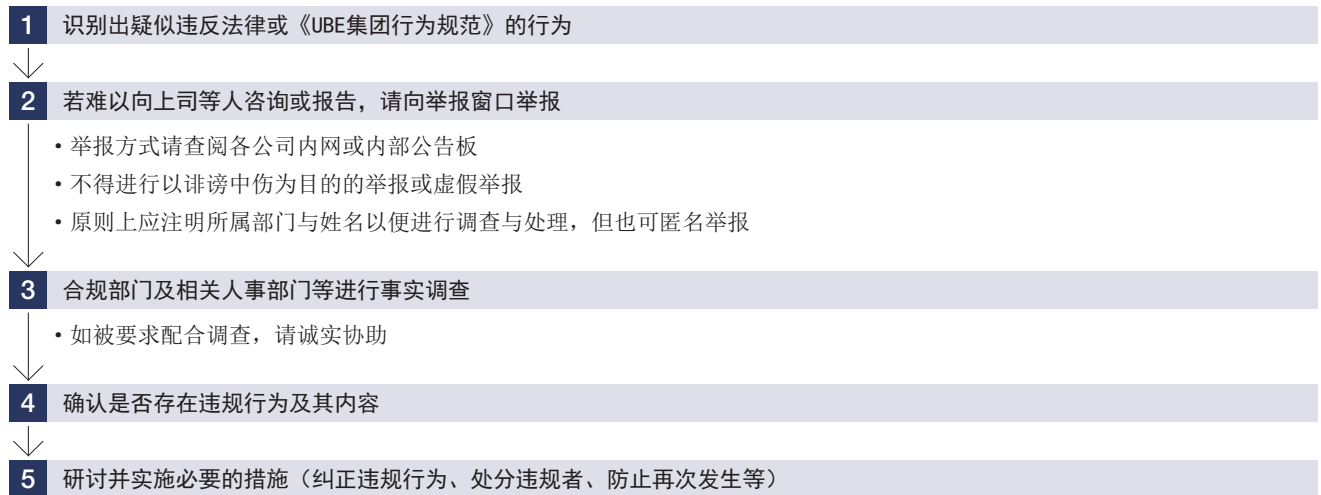 1 识别出疑似违反法律或《UBE集团行为规范》的行为
2 若难以向上司等人咨询或报告，请向举报窗口举报
・举报方式请查阅各公司内网或内部公告板
・不得进行以诽谤中伤为目的的举报或虚假举报
・原则上应注明所属部门与姓名以便进行调查与处理，但也可匿名举报
3 合规部门及相关人事部门等进行事实调查
・如被要求配合调查，请诚实协助
4 确认是否存在违规行为及其内容
5 研讨并实施必要的措施（纠正违规行为、处分违规者、防止再次发生等）